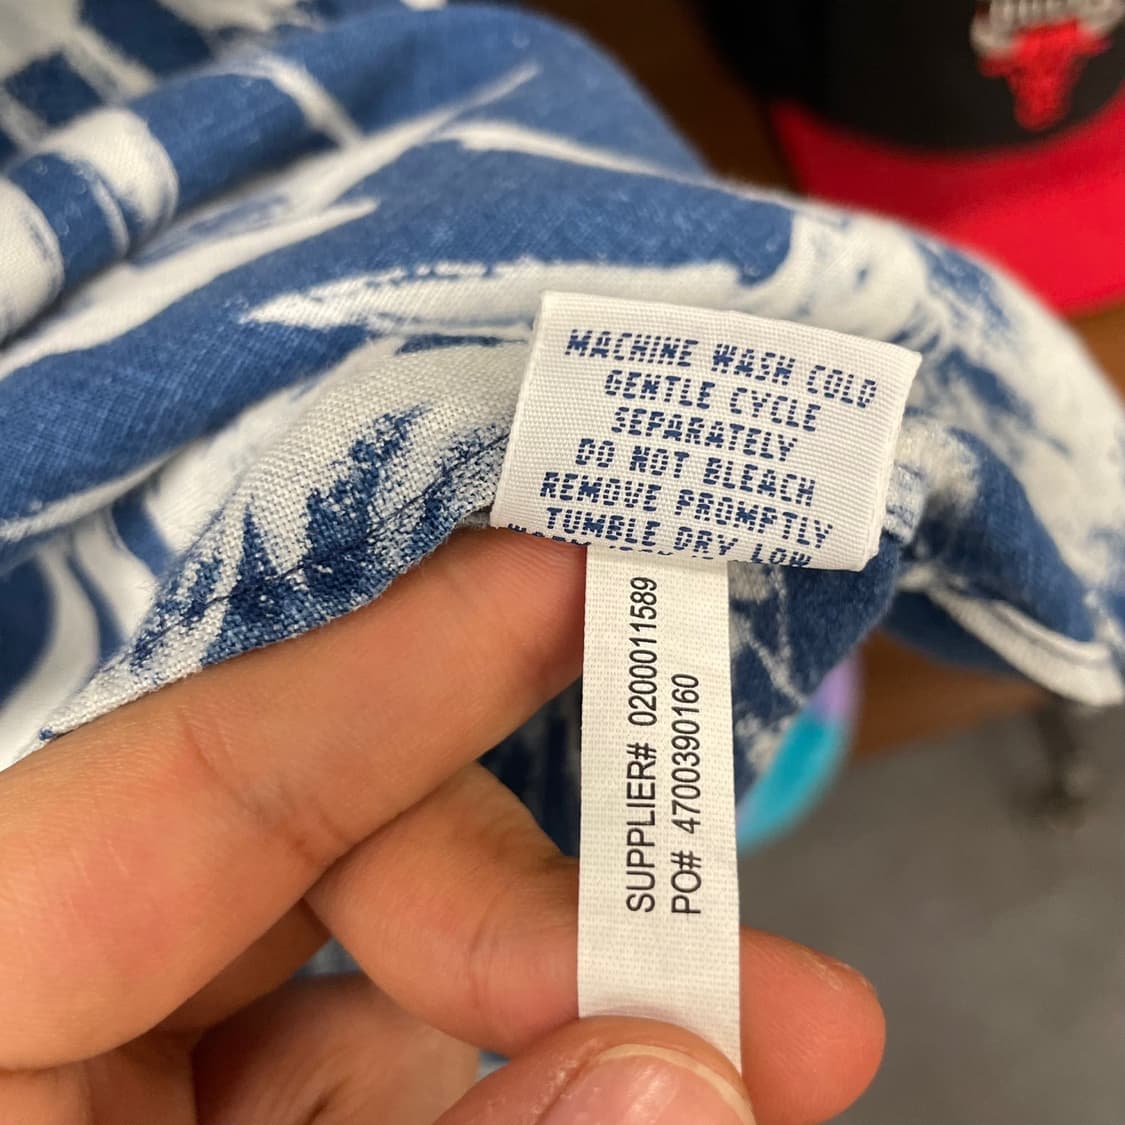 MACHINE WASH COLD
GENTLE CYCLE
SEPARATELY
DO NOT BLEACH
REMOVE PROMPTLY
TUMBLE DRY LOW
SUPPLIER# 0200011589
PO# 4700390160